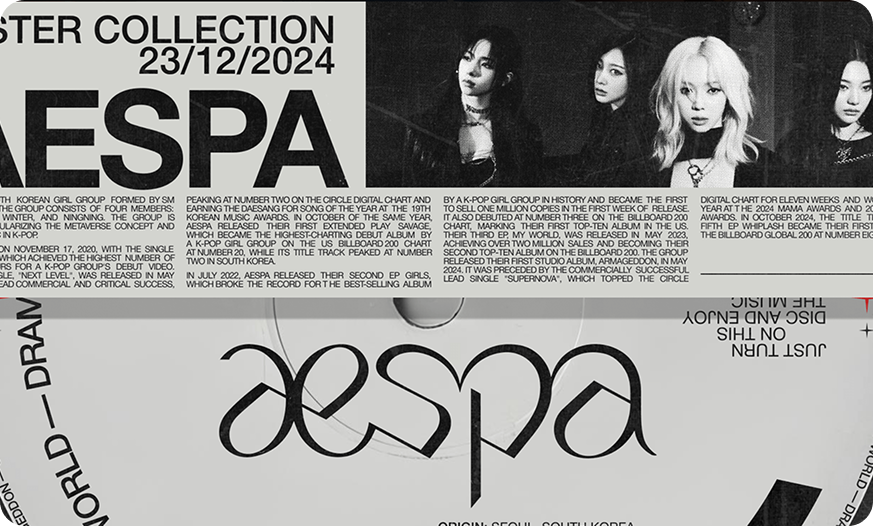 STER COLLECTION
23/12/2024
AESPA
TH KOREAN GIRL GROUP FORMED BY SM
THE GROUP CONSISTS OF FOUR MEMBERS:
WINTER, AND NINGNING. THE GROUP IS
ULARIZING THE METAVERSE CONCEPT AND
C IN K-POP.
ON NOVEMBER 17, 2020, WITH THE SINGLE
WHICH ACHIEVED THE HIGHEST NUMBER OF
URS FOR A K-POP GROUP'S DEBUT VIDEO.
GLE, "NEXT LEVEL", WAS RELEASED IN MAY
EAD COMMERCIAL AND CRITICAL SUCCESS,
PEAKING AT NUMBER TWO ON THE CIRCLE DIGITAL CHART AND
EARNING THE DAESANG FOR SONG OF THE YEAR AT THE 19TH
KOREAN MUSIC AWARDS. IN OCTOBER OF THE SAME YEAR,
AESPA RELEASED THEIR FIRST EXTENDED PLAY SAVAGE,
WHICH BECAME THE HIGHEST-CHARTING DEBUT ALBUM BY
A K-POP GIRL GROUP ON THE US BILLBOARD 200 CHART
AT NUMBER 20, WHILE ITS TITLE TRACK PEAKED AT NUMBER
TWO IN SOUTH KOREA.
IN JULY 2022, AESPA RELEASED THEIR SECOND EP GIRLS,
WHICH BROKE THE RECORD FOR T HE BEST-SELLING ALBUM
BY A K-POP GIRL GROUP IN HISTORY AND BECAME THE FIRST
TO SELL ONE MILLION COPIES IN THE FIRST WEEK OF RELEASE.
IT ALSO DEBUTED AT NUMBER THREE ON THE BILLBOARD 200
CHART, MARKING THEIR FIRST TOP-TEN ALBUM IN THE US.
THEIR THIRD EP, MY WORLD, WAS RELEASED IN MAY 2023,
ACHIEVING OVER TWO MILLION SALES AND BECOMING THEIR
SECOND TOP-TEN ALBUM ON THE BILLBOARD 200. THE GROUP
RELEASED THEIR FIRST STUDIO ALBUM, ARMAGEDDON, IN MAY
2024. IT WAS PRECEDED BY THE COMMERCIALLY SUCCESSFUL
LEAD SINGLE "SUPERNOVA", WHICH TOPPED THE CIRCLE
DIGITAL CHART FOR ELEVEN WEEKS AND W
YEAR AT T HE 2024 MAMA AWARDS AND 20
AWARDS. IN OCTOBER 2024, THE TITLE T
FIFTH EP WHIPLASH BECAME THEIR FIRST
THE BILLBOARD GLOBAL 200 AT NUMBER EIG
JUST TURN
ON THIS
DISC AND ENJOY
THE MUSIC
aespa
WORLD — DRAM
GEDDON —
WORLD — DRA
ORIGIN: SEOUL, SOUTH KOREA